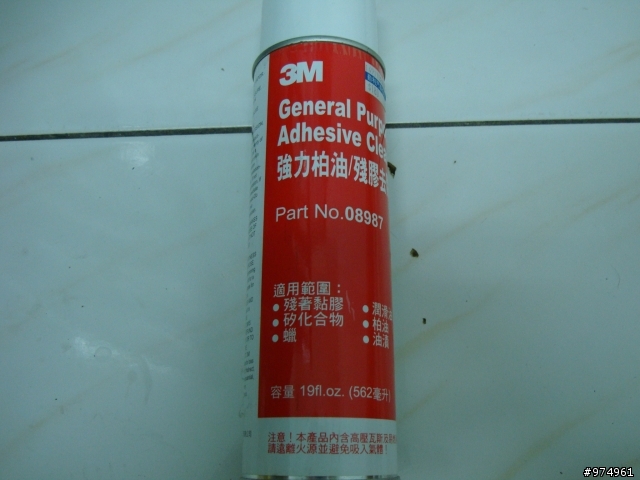 3M
General Purp
Adhesive Cle
強力柏油/殘膠去
Part No.08987
適用範圍：
● 殘著黏膠
● 矽化合物
● 蠟
● 潤滑
● 柏油
● 油漬
容量 19fl.oz. (562毫升)
注意！本產品內含高壓瓦斯
請遠離火源並避免吸入氣體！
#974961